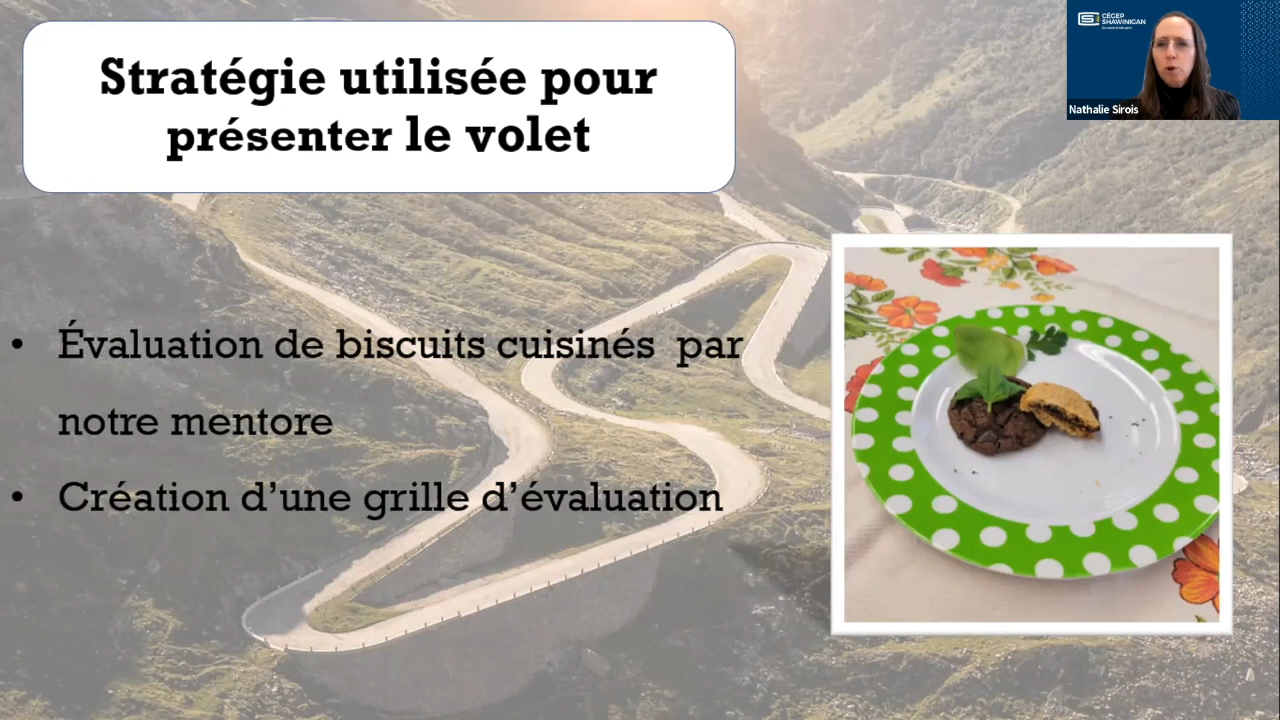 Stratégie utilisée pour
présenter le volet
CÉGEP
SHAWINIGAN
Nathalie Sirois
• Évaluation de biscuits cuisinés par
notre mentore
• Création d’une grille d’évaluation